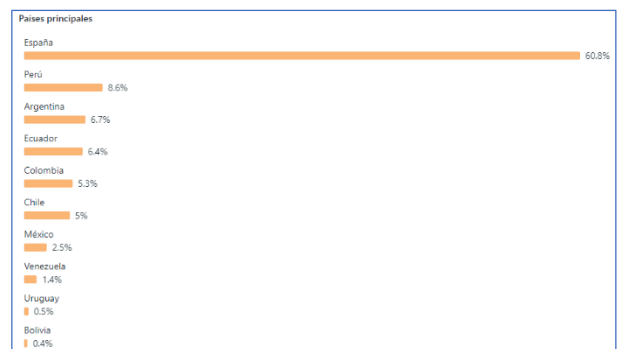 Paises principales
España
60.8%
Perú
8.6%
Argentina
6.7%
Ecuador
6.4%
Colombia
5.3%
Chile
5%
México
2.5%
Venezuela
1.4%
Uruguay
0.5%
Bolivia
0.4%